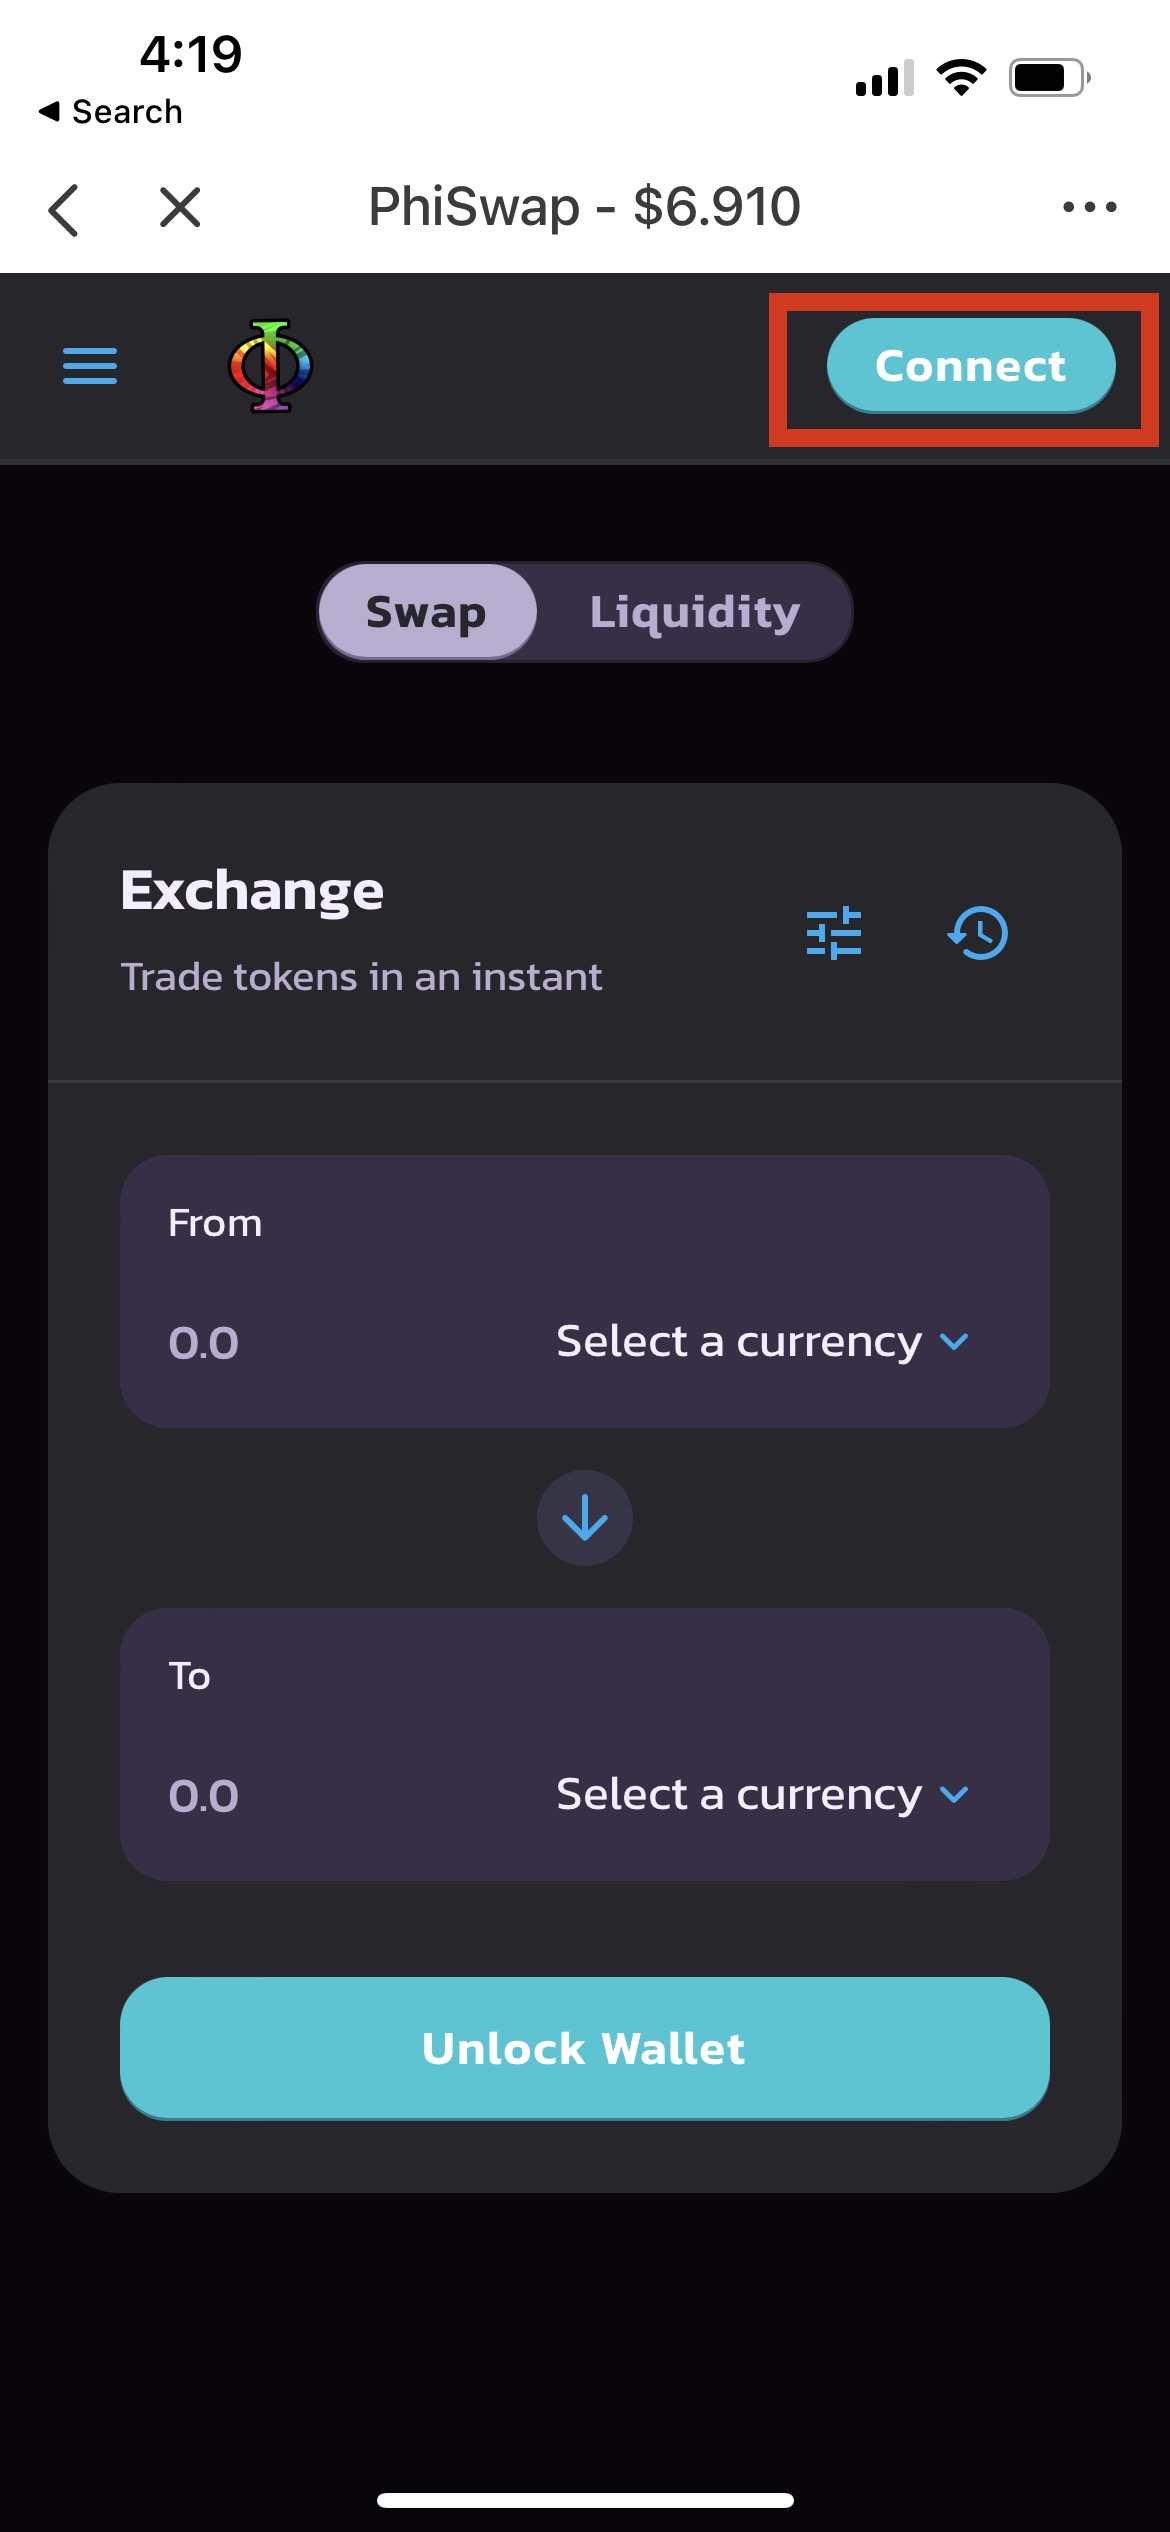 4:19
Search
PhiSwap - $6.910
Connect
Swap
Liquidity
Exchange
Trade tokens in an instant
From
0.0
Select a currency
To
0.0
Select a currency
Unlock Wallet